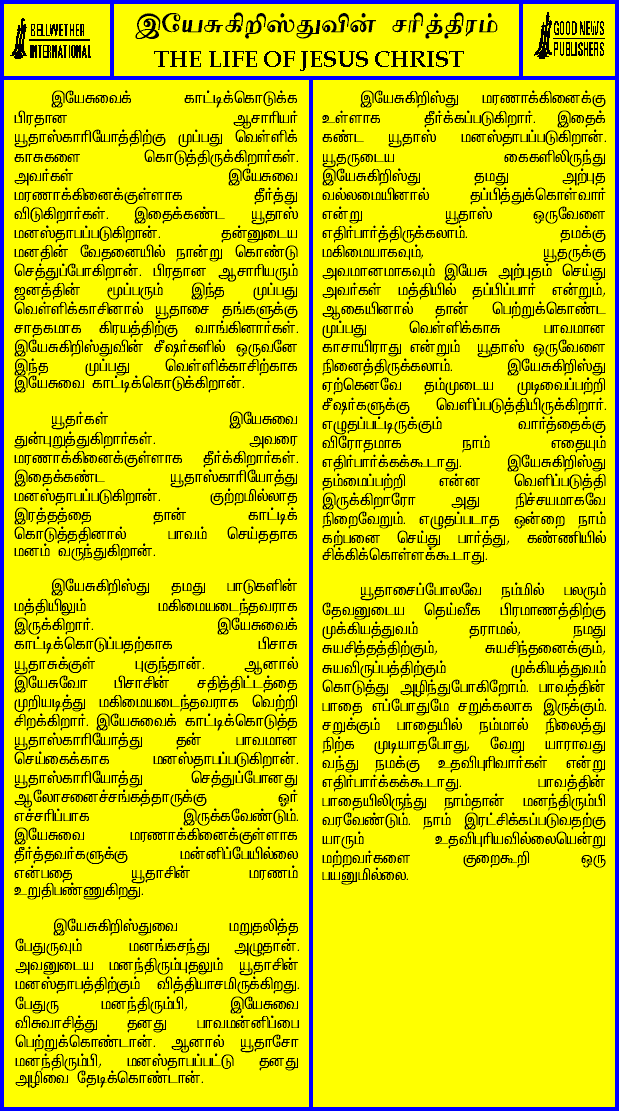 BELLWETHER
INTERNATIONAL
இயேசுகிறிஸ்துவின் சரித்திரம்
THE LIFE OF JESUS CHRIST
GOOD NEWS
PUBLISHERS
இயேசுவைக் காட்டிக்கொடுக்க
பிரதான ஆசாரியர்
யூதாஸ்காரியோத்திற்கு முப்பது வெள்ளிக்
காசுகளை கொடுத்திருக்கிறார்கள்.
அவர்கள் இயேசுவை
மரணாக்கினைக்குள்ளாக தீர்த்து
விடுகிறார்கள். இதைக்கண்ட யூதாஸ்
மனஸ்தாபப்படுகிறான். தன்னுடைய
மனதின் வேதனையில் நான்று கொண்டு
செத்துப்போகிறான். பிரதான ஆசாரியரும்
ஜனத்தின் மூப்பரும் இந்த முப்பது
வெள்ளிக்காசினால் யூதாசை தங்களுக்கு
சாதகமாக கிரயத்திற்கு வாங்கினார்கள்.
இயேசுகிறிஸ்துவின் சீஷர்களில் ஒருவனே
இந்த முப்பது வெள்ளிக்காசிற்காக
இயேசுவை காட்டிக்கொடுக்கிறான்.
யூதர்கள் இயேசுவை
துன்புறுத்துகிறார்கள். அவரை
மரணாக்கினைக்குள்ளாக தீர்க்கிறார்கள்.
இதைக்கண்ட யூதாஸ்காரியோத்து
மனஸ்தாபப்படுகிறான். குற்றமில்லாத
இரத்தத்தை தான் காட்டிக்
கொடுத்ததினால் பாவம் செய்ததாக
மனம் வருந்துகிறான்.
இயேசுகிறிஸ்து தமது பாடுகளின்
மத்தியிலும் மகிமையடைந்தவராக
இருக்கிறார். இயேசுவைக்
காட்டிக்கொடுப்பதற்காக பிசாசு
யூதாசுக்குள் புகுந்தான். ஆனால்
இயேசுவோ பிசாசின் சதித்திட்டத்தை
முறியடித்து மகிமையடைந்தவராக வெற்றி
சிறக்கிறார். இயேசுவைக் காட்டிக்கொடுத்த
யூதாஸ்காரியோத்து தன் பாவமான
செய்கைக்காக மனஸ்தாபப்படுகிறான்.
யூதாஸ்காரியோத்து செத்துப்போனது
ஆலோசனைச்சங்கத்தாருக்கு ஓர்
எச்சரிப்பாக இருக்கவேண்டும்.
இயேசுவை மரணாக்கினைக்குள்ளாக
தீர்த்தவர்களுக்கு மன்னிப்பேயில்லை
என்பதை யூதாசின் மரணம்
உறுதிபண்ணுகிறது.
இயேசுகிறிஸ்துவை மறுதலித்த
பேதுருவும் மனங்கசந்து அழுதான்.
அவனுடைய மனந்திரும்புதலும் யூதாசின்
மனஸ்தாபத்திற்கும் வித்தியாசமிருக்கிறது.
பேதுரு மனந்திரும்பி, இயேசுவை
விசுவாசித்து தனது பாவமன்னிப்பை
பெற்றுக்கொண்டான். ஆனால் யூதாசோ
மனந்திரும்பி, மனஸ்தாபப்பட்டு தனது
அழிவை தேடிக்கொண்டான்.
இயேசுகிறிஸ்து மரணாக்கினைக்கு
உள்ளாக தீர்க்கப்படுகிறார். இதைக்
கண்ட யூதாஸ் மனஸ்தாபப்படுகிறான்.
யூதருடைய கைகளிலிருந்து
இயேசுகிறிஸ்து தமது அற்புத
வல்லமையினால் தப்பித்துக்கொள்வார்
என்று யூதாஸ் ஒருவேளை
எதிர்பார்த்திருக்கலாம். தமக்கு
மகிமையாகவும், யூதருக்கு
அவமானமாகவும் இயேசு அற்புதம் செய்து
அவர்கள் மத்தியில் தப்பிப்பார் என்றும்,
ஆகையினால் தான் பெற்றுக்கொண்ட
முப்பது வெள்ளிக்காசு பாவமான
காசாயிராது என்றும் யூதாஸ் ஒருவேளை
நினைத்திருக்கலாம். இயேசுகிறிஸ்து
ஏற்கெனவே தம்முடைய முடிவைப்பற்றி
சீஷர்களுக்கு வெளிப்படுத்தியிருக்கிறார்.
எழுதப்பட்டிருக்கும் வார்த்தைக்கு
விரோதமாக நாம் எதையும்
எதிர்பார்க்கக்கூடாது. இயேசுகிறிஸ்து
தம்மைப்பற்றி என்ன வெளிப்படுத்தி
இருக்கிறாரோ அது நிச்சயமாகவே
நிறைவேறும். எழுதப்படாத ஒன்றை நாம்
கற்பனை செய்து பார்த்து, கண்ணியில்
சிக்கிக்கொள்ளக்கூடாது.
யூதாசைப்போலவே நம்மில் பலரும்
தேவனுடைய தெய்வீக பிரமாணத்திற்கு
முக்கியத்துவம் தராமல், நமது
சுயசித்தத்திற்கும், சுயசிந்தனைக்கும்,
சுயவிருப்பத்திற்கும் முக்கியத்துவம்
கொடுத்து அழிந்துபோகிறோம். பாவத்தின்
பாதை எப்போதுமே சறுக்கலாக இருக்கும்.
சறுக்கும் பாதையில் நம்மால் நிலைத்து
நிற்க முடியாதபோது, வேறு யாராவது
வந்து நமக்கு உதவிபுரிவார்கள் என்று
எதிர்பார்க்கக்கூடாது. பாவத்தின்
பாதையிலிருந்து நாம்தான் மனந்திரும்பி
வரவேண்டும். நாம் இரட்சிக்கப்படுவதற்கு
யாரும் உதவிபுரியவில்லையென்று
மற்றவர்களை குறைகூறி ஒரு
பயனுமில்லை.